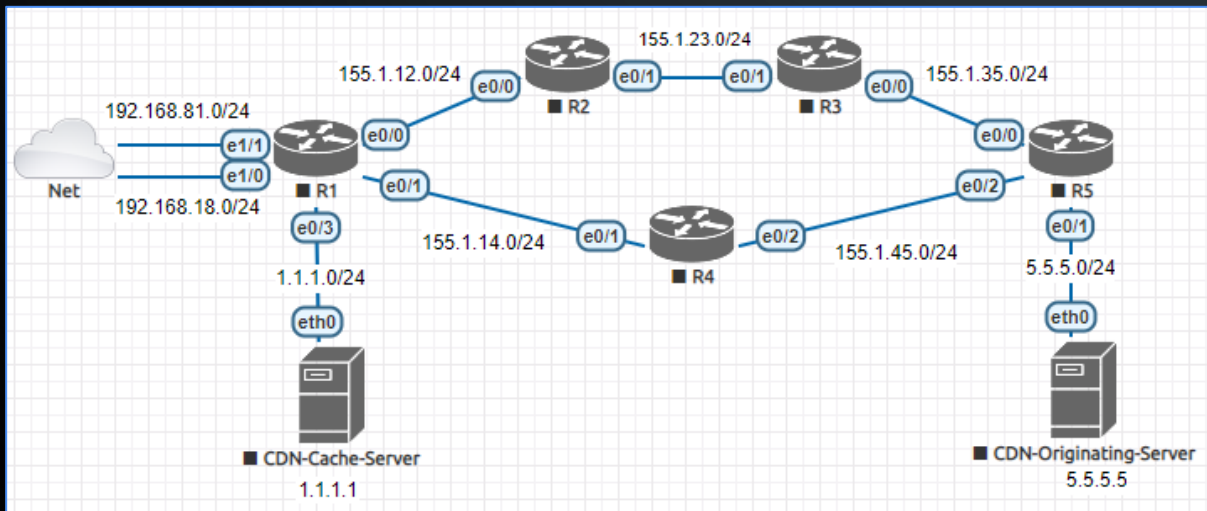 155.1.23.0/24
155.1.12.0/24
e0/1
e0/1
155.1.35.0/24
e0/0
R2
R3
e0/0
192.168.81.0/24
e1/1
e0/0
e0/0
Net
e1/0
R1
R5
192.168.18.0/24
e0/1
e0/2
e0/3
155.1.14.0/24
e0/1
e0/2
155.1.45.0/24
e0/1
R4
1.1.1.0/24
5.5.5.0/24
eth0
eth0
CDN-Cache-Server
1.1.1.1
CDN-Originating-Server
5.5.5.5